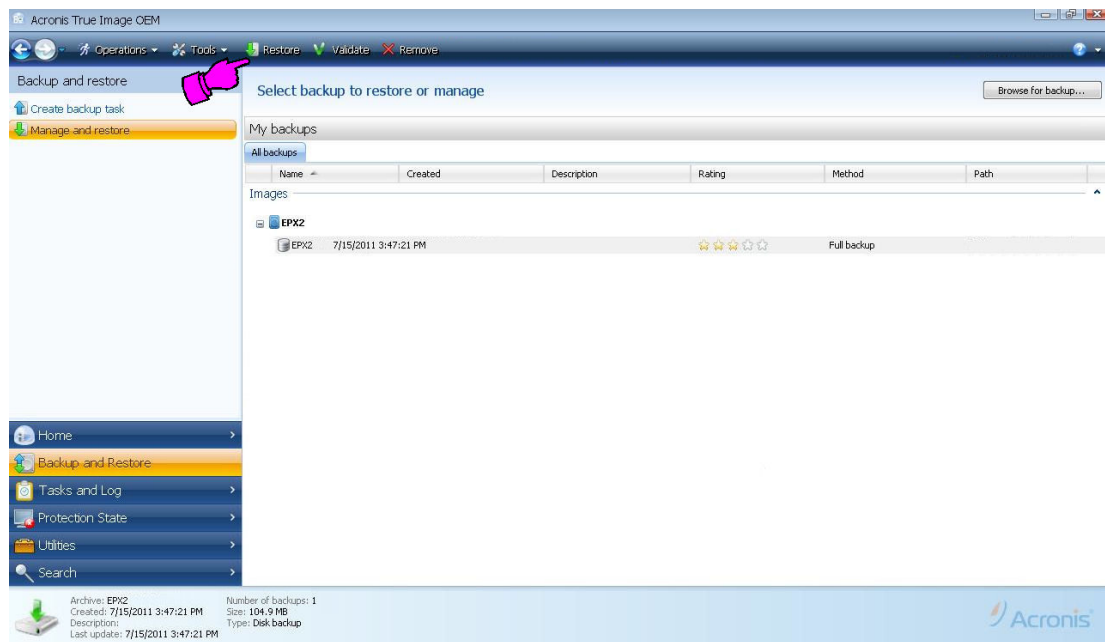 Acronis True Image OEM
Operations Tools Restore Validate Remove
Backup and restore
Create backup task
Manage and restore
Select backup to restore or manage
Browse for backup...
My backups
All backups
Name Created Description Rating Method Path
Images
EPX2
EPX2 7/15/2011 3:47:21 PM Full backup
Home
Backup and Restore
Tasks and Log
Protection State
Utilities
Search
Archive: EPX2 Number of backups: 1
Created: 7/15/2011 3:47:21 PM Size: 104.9 MB
Description: Type: Disk backup
Last update: 7/15/2011 3:47:21 PM
Acronis